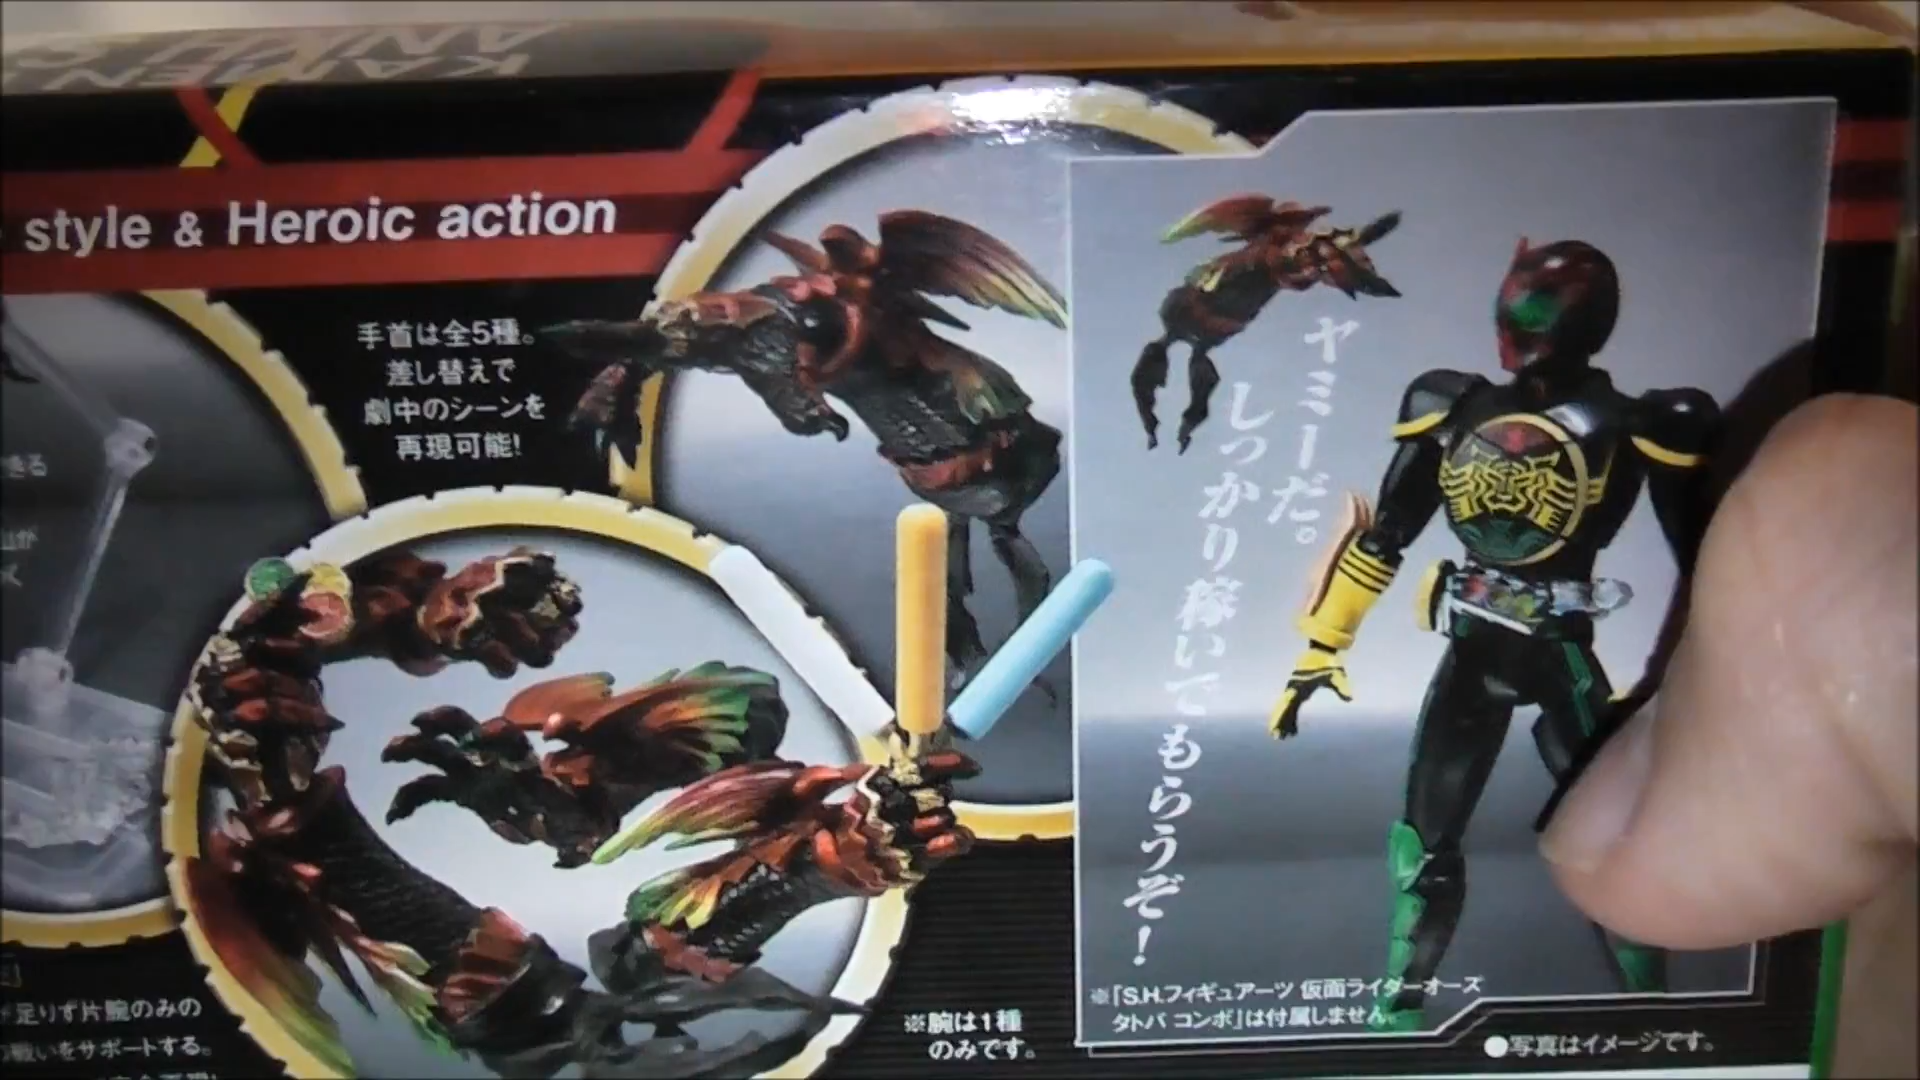 style & Heroic action
手首は全5種。
差し替えで
劇中のシーンを
再現可能!
ヤミーだ。
しっかり稼いでもらうぞ!
※「S.H.フィギュアーツ 仮面ライダーオーズ
タトバ コンボ」は付属しません。
※腕は1種
のみです。
●写真はイメージです。
きる
足りず片腕のみの
戦いをサポートする。